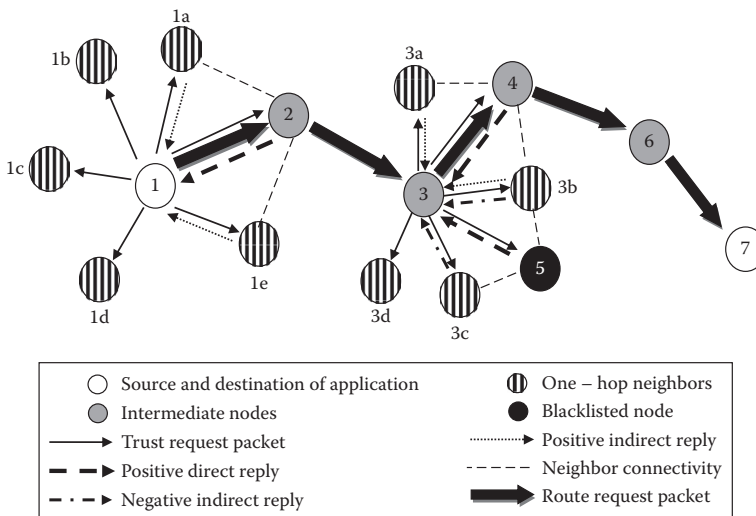 1a
1b
3a
4
2
6
1c
1
3
3b
7
5
1e
1d
3d
3c
Source and destination of application
Intermediate nodes
Trust request packet
Positive direct reply
Negative indirect reply
One – hop neighbors
Blacklisted node
Positive indirect reply
Neighbor connectivity
Route request packet